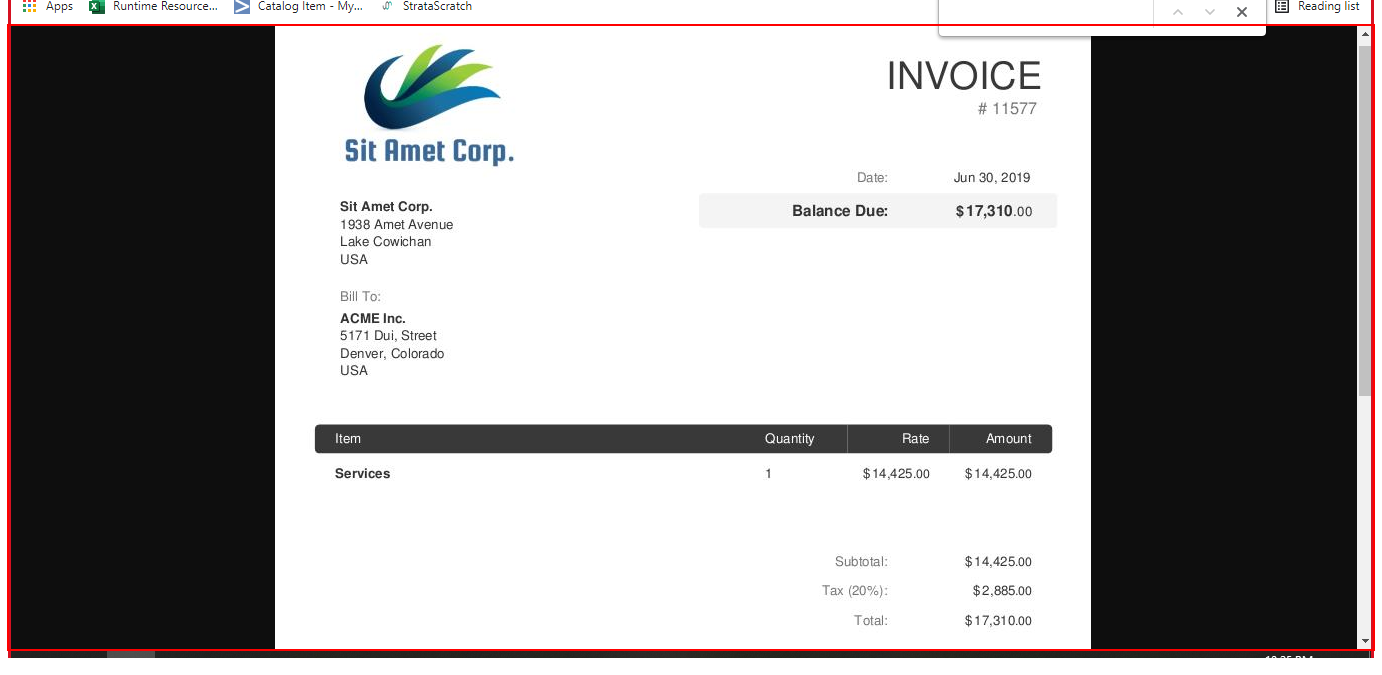 Apps Runtime Resource... Catalog Item - My... StrataScratch Reading list
Sit Amet Corp.
INVOICE
# 11577
Date: Jun 30, 2019
Balance Due: $17,310.00
Sit Amet Corp.
1938 Amet Avenue
Lake Cowichan
USA
Bill To:
ACME Inc.
5171 Dui, Street
Denver, Colorado
USA
Item Quantity Rate Amount
Services 1 $14,425.00 $14,425.00
Subtotal: $14,425.00
Tax (20%): $2,885.00
Total: $17,310.00